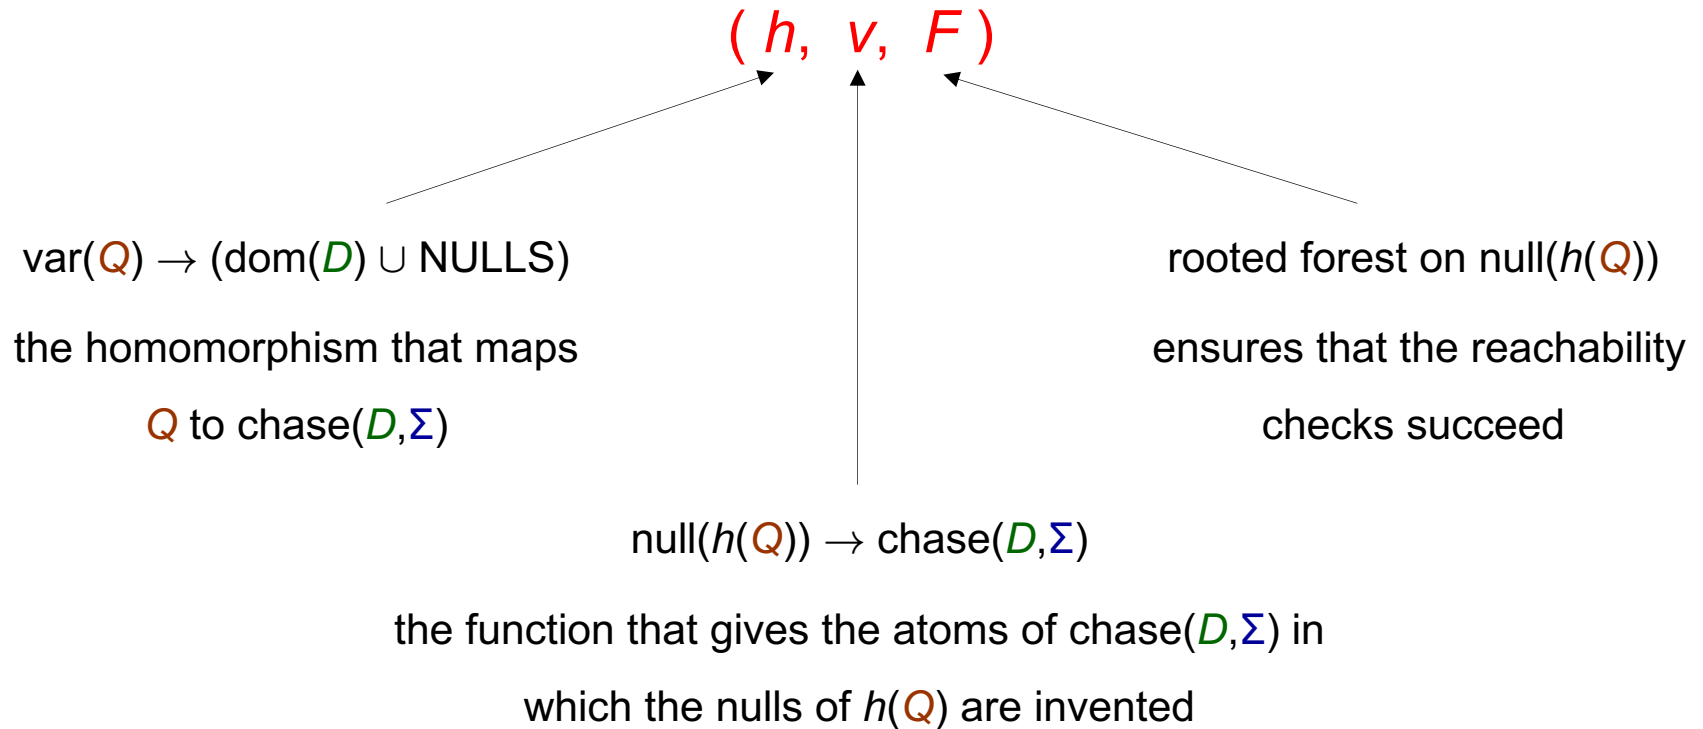 ( h, v, F )
var(Q) → (dom(D) ∪ NULLS)
the homomorphism that maps
Q to chase(D,Σ)
rooted forest on null(h(Q))
ensures that the reachability
checks succeed
null(h(Q)) → chase(D,Σ)
the function that gives the atoms of chase(D,Σ) in
which the nulls of h(Q) are invented